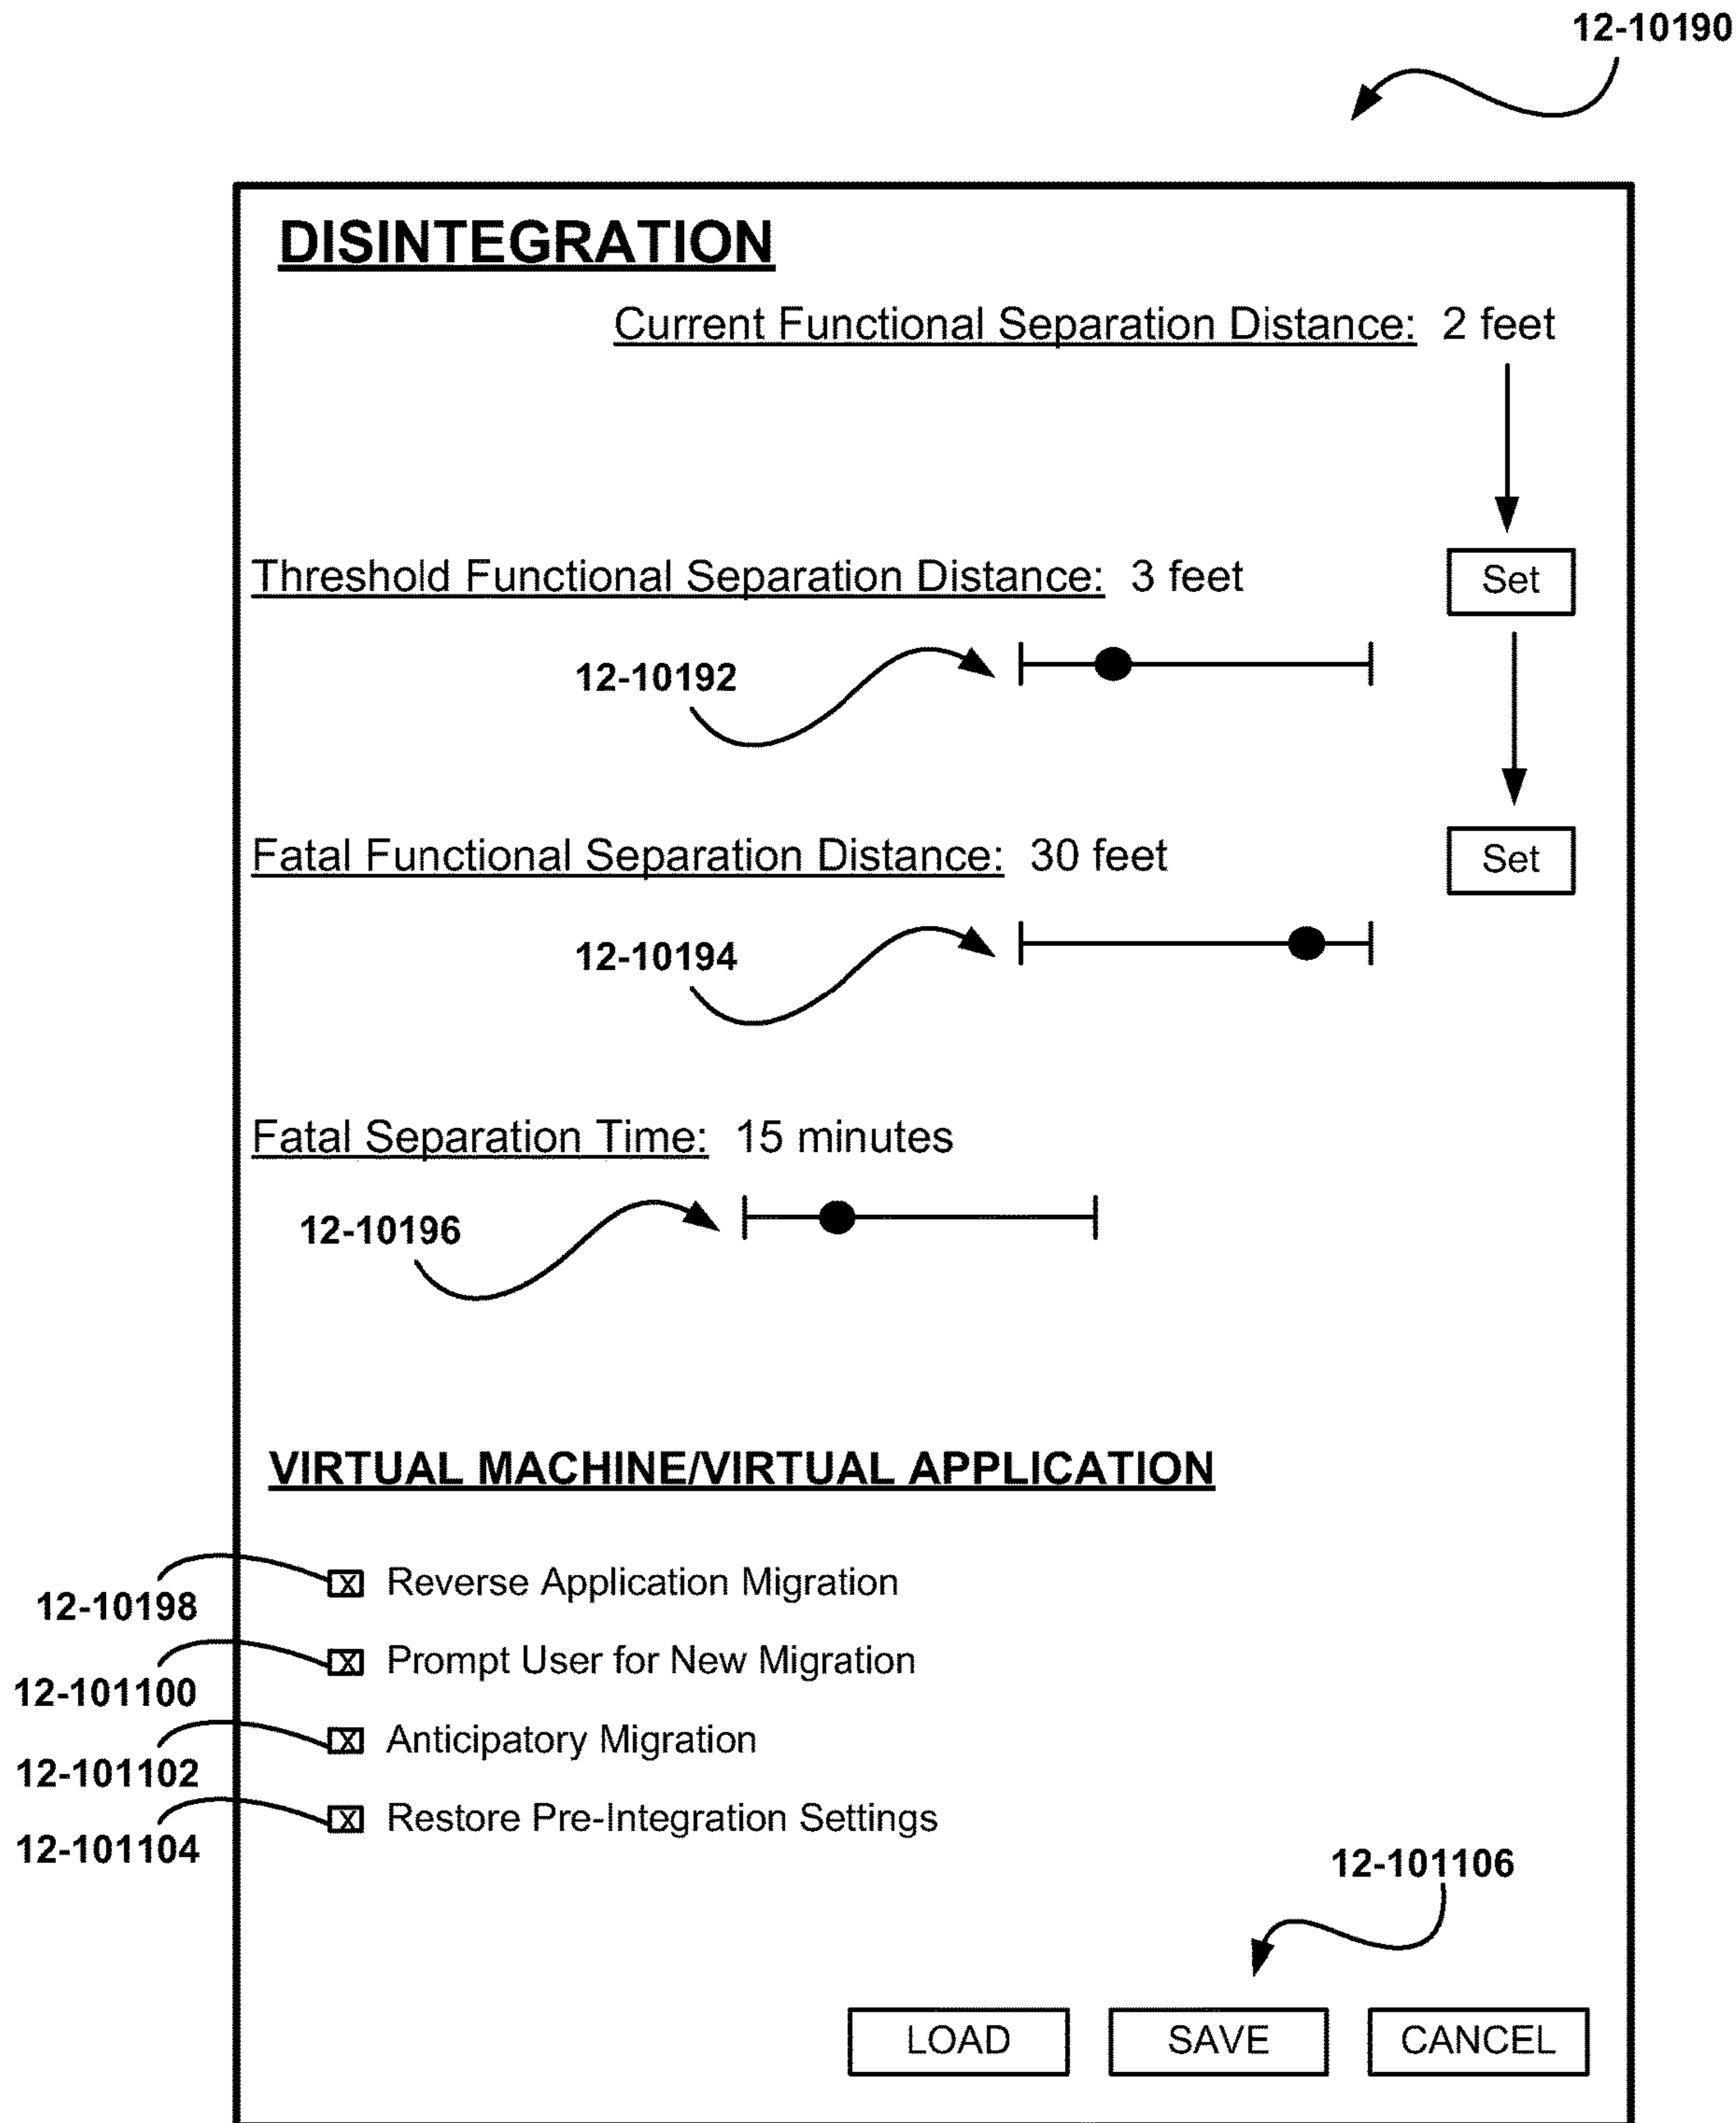 12-10190
DISINTEGRATION
Current Functional Separation Distance: 2 feet
Threshold Functional Separation Distance: 3 feet
Set
12-10192
Fatal Functional Separation Distance: 30 feet
Set
12-10194
Fatal Separation Time: 15 minutes
12-10196
VIRTUAL MACHINE/VIRTUAL APPLICATION
X Reverse Application Migration
12-10198
X Prompt User for New Migration
12-101100
X Anticipatory Migration
12-101102
X Restore Pre-Integration Settings
12-101104
12-101106
LOAD
SAVE
CANCEL